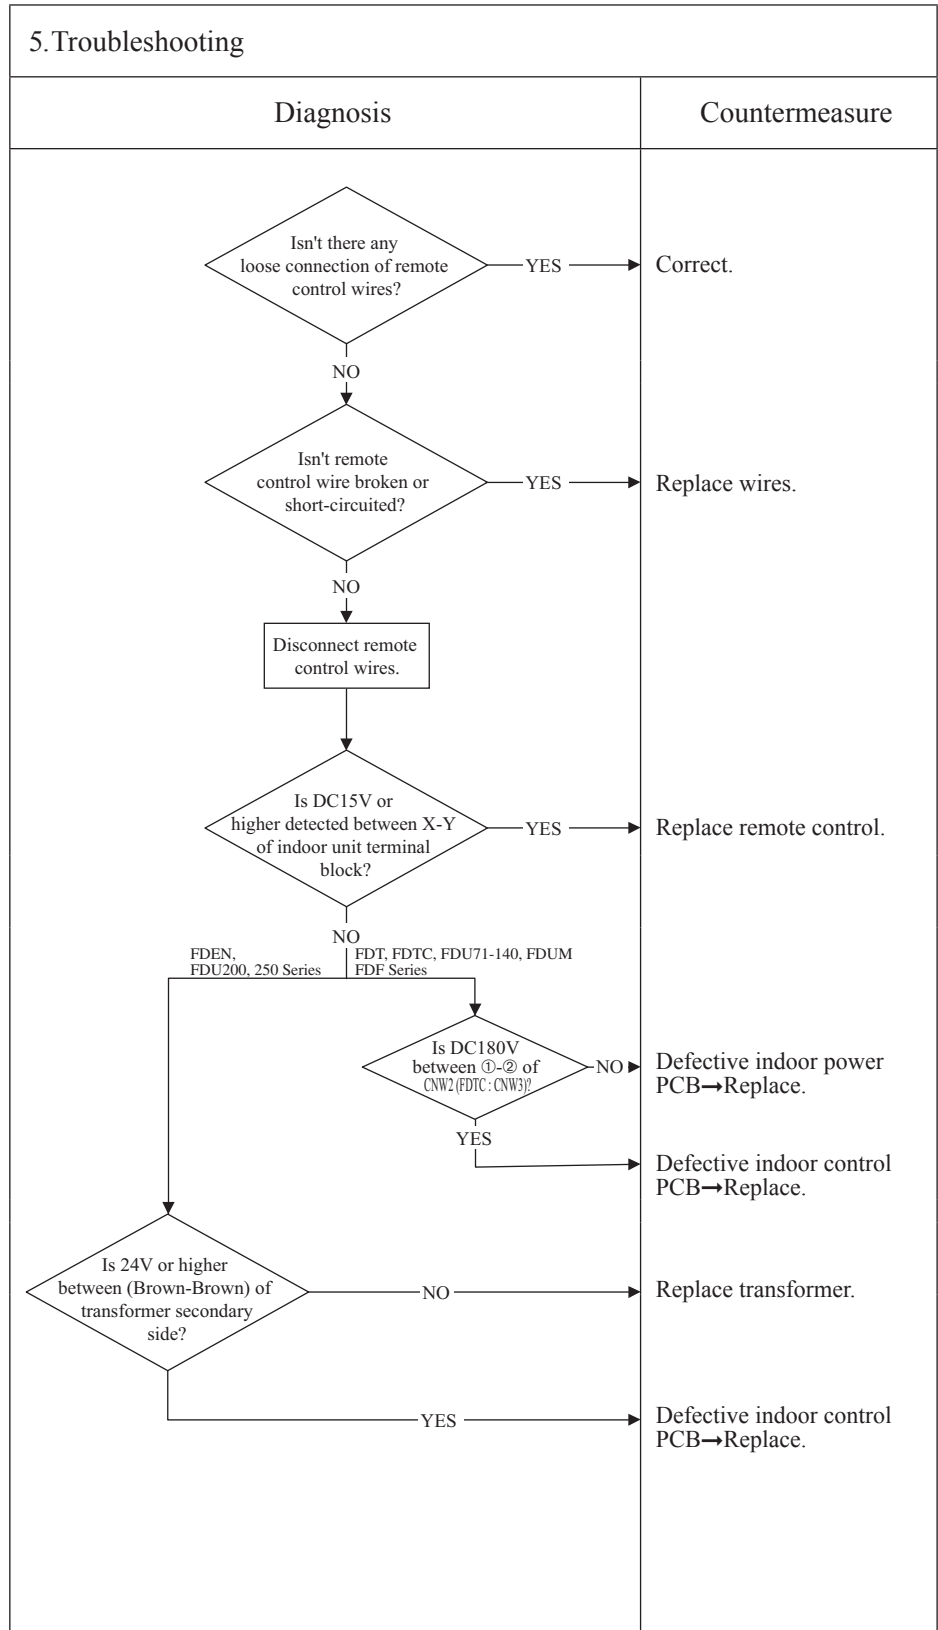 5.Troubleshooting
Diagnosis
Countermeasure
Isn't there any
loose connection of remote
control wires?
YES
Correct.
NO
Isn't remote
control wire broken or
short-circuited?
YES
Replace wires.
NO
Disconnect remote
control wires.
Is DC15V or
higher detected between X-Y
of indoor unit terminal
block?
YES
Replace remote control.
NO
FDEN,
FDU200, 250 Series
FDT, FDTC, FDU71-140, FDUM
FDF Series
Is DC180V
between ①-② of
CNW2 (FDTC : CNW3)?
NO
Defective indoor power
PCB→Replace.
YES
Defective indoor control
PCB→Replace.
Is 24V or higher
between (Brown-Brown) of
transformer secondary
side?
NO
Replace transformer.
YES
Defective indoor control
PCB→Replace.